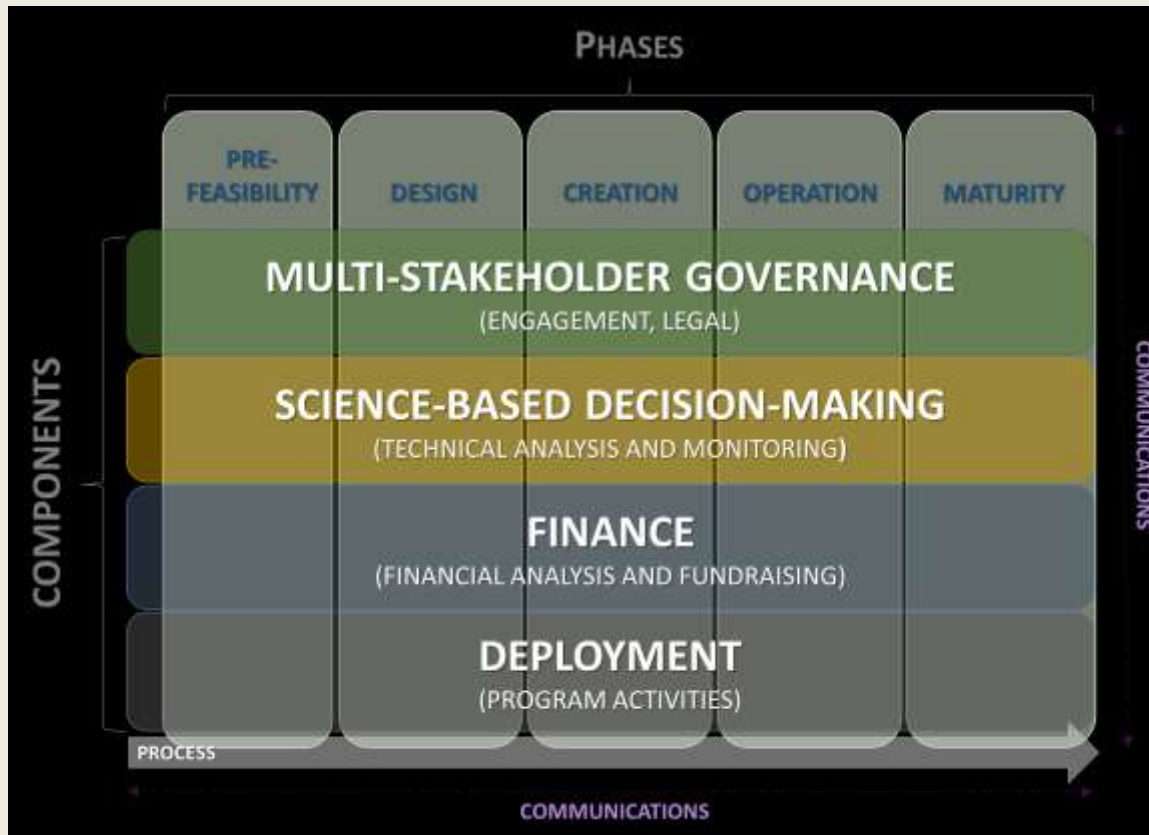 PHASES
PRE-
FEASIBILITY
DESIGN
CREATION
OPERATION
MATURITY
COMPONENTS
MULTI-STAKEHOLDER GOVERNANCE
(ENGAGEMENT, LEGAL)
SCIENCE-BASED DECISION-MAKING
(TECHNICAL ANALYSIS AND MONITORING)
FINANCE
(FINANCIAL ANALYSIS AND FUNDRAISING)
DEPLOYMENT
(PROGRAM ACTIVITIES)
COMMUNICATIONS
PROCESS
COMMUNICATIONS